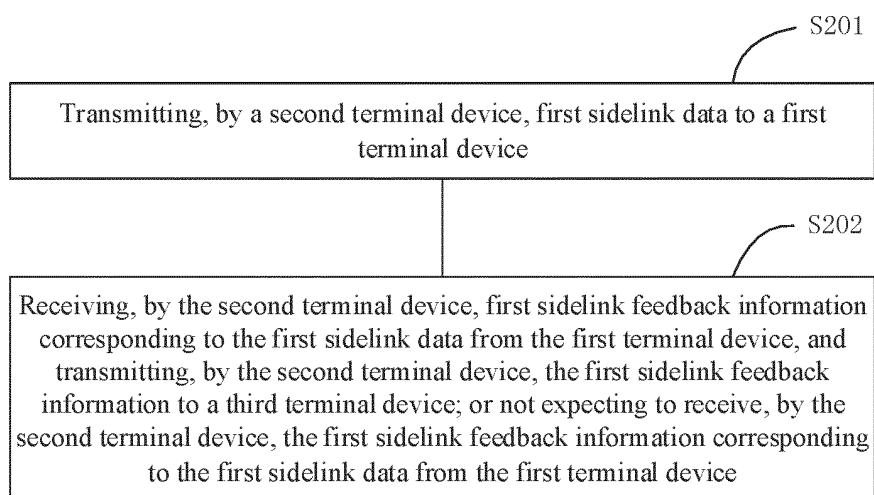 S201
Transmitting, by a second terminal device, first sidelink data to a first
terminal device
S202
Receiving, by the second terminal device, first sidelink feedback information
corresponding to the first sidelink data from the first terminal device, and
transmitting, by the second terminal device, the first sidelink feedback
information to a third terminal device; or not expecting to receive, by the
second terminal device, the first sidelink feedback information corresponding
to the first sidelink data from the first terminal device